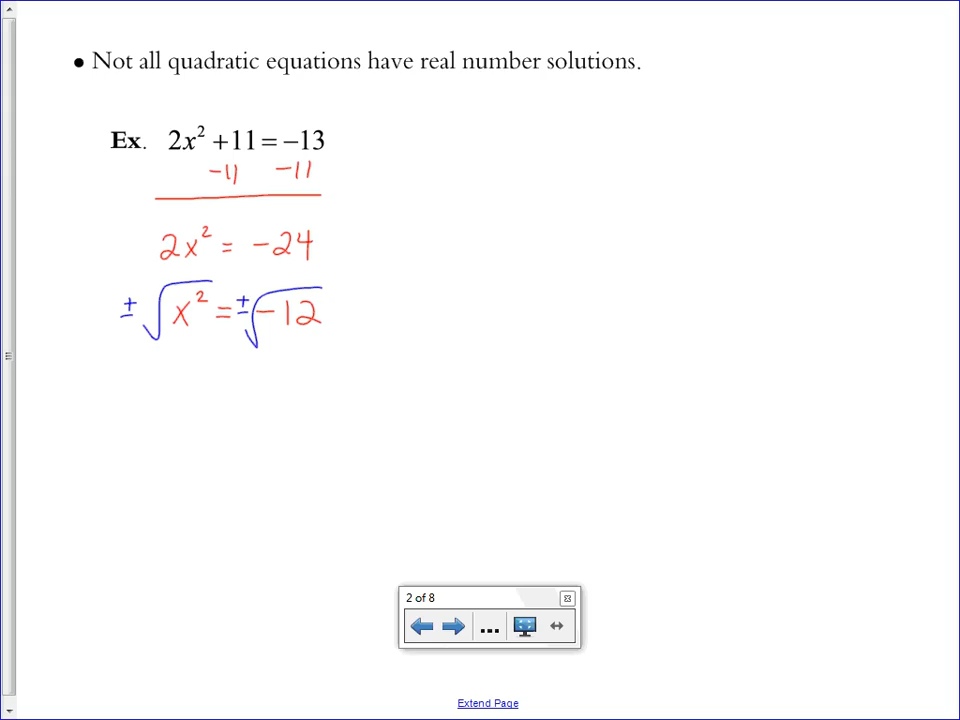 • Not all quadratic equations have real number solutions.
Ex. 2x² +11 = −13
−11 −11
2x² = −24
± √x² = ± √−12
2 of 8
...
Extend Page